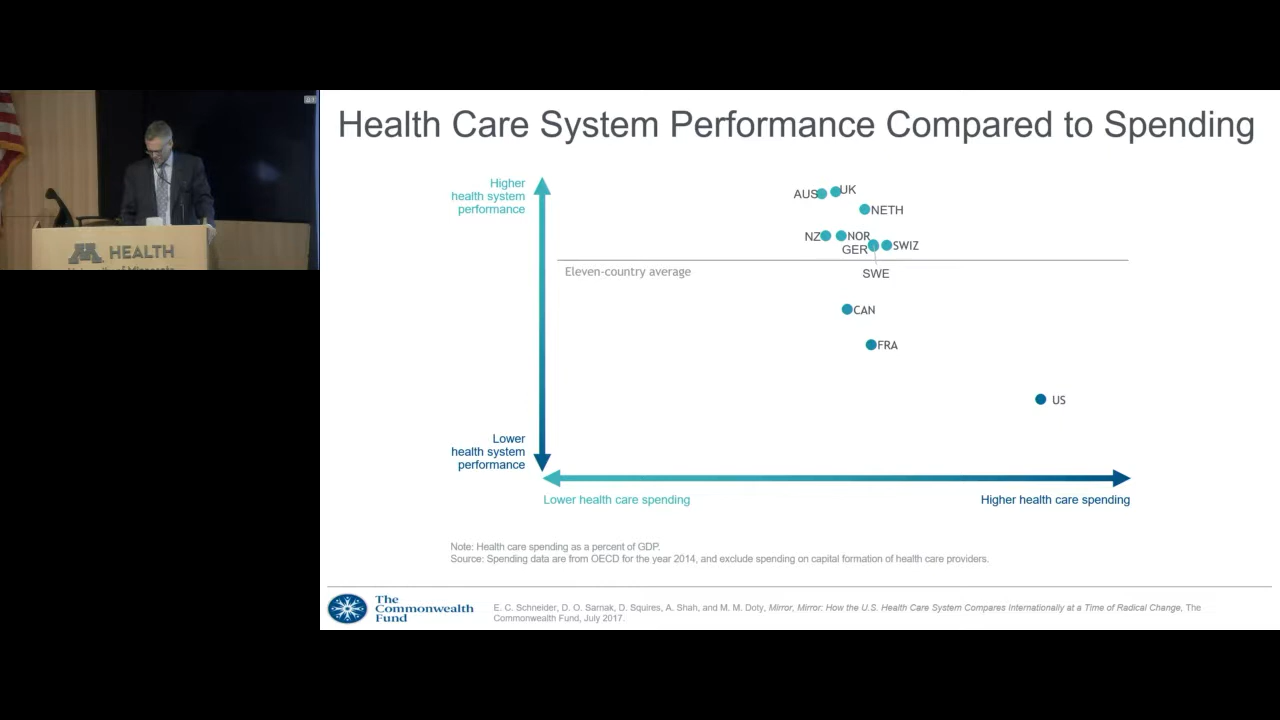 HEALTH
University of Minnesota
Health Care System Performance Compared to Spending
Higher
health system
performance
AUS
UK
NETH
NZ
NOR
GER
SWIZ
Eleven-country average
SWE
CAN
FRA
US
Lower
health system
performance
Lower health care spending
Higher health care spending
Note: Health care spending as a percent of GDP.
Source: Spending data are from OECD for the year 2014, and exclude spending on capital formation of health care providers.
The
Commonwealth
Fund
E. C. Schneider, D. O. Sarnak, D. Squires, A. Shah, and M. M. Doty, Mirror, Mirror: How the U.S. Health Care System Compares Internationally at a Time of Radical Change, The
Commonwealth Fund, July 2017.